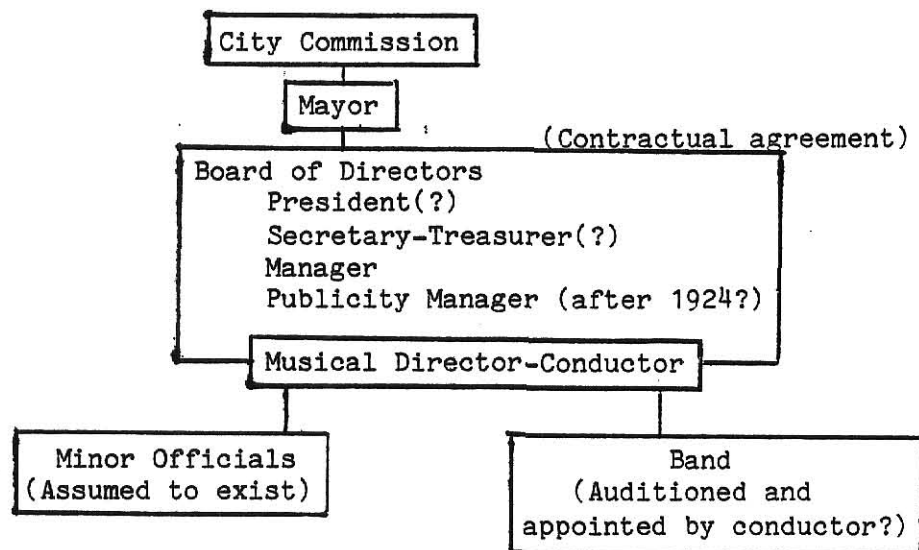 City Commission
Mayor
(Contractual agreement)
Board of Directors
President(?)
Secretary-Treasurer(?)
Manager
Publicity Manager (after 1924?)
Musical Director-Conductor
Minor Officials
(Assumed to exist)
Band
(Auditioned and
appointed by conductor?)